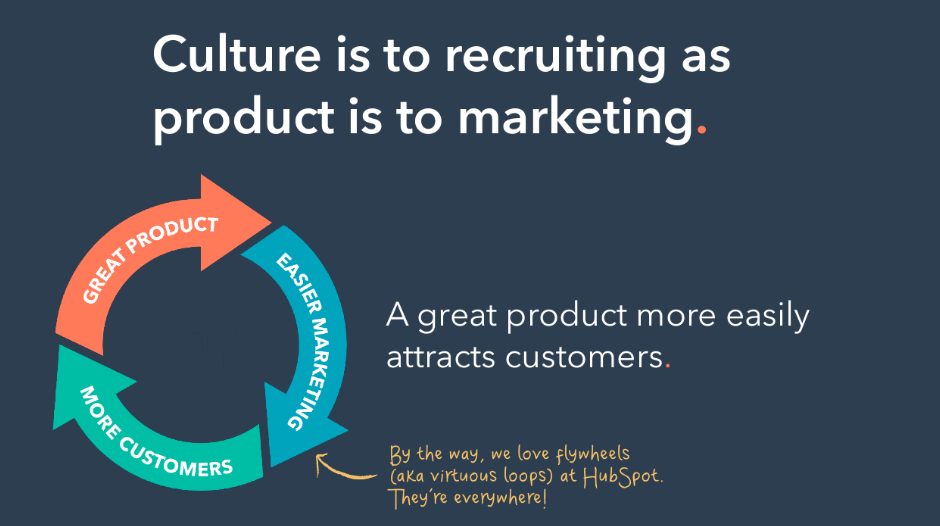 Culture is to recruiting as
product is to marketing.
GREAT PRODUCT
EASIER MARKETING
MORE CUSTOMERS
A great product more easily
attracts customers.
By the way, we love flywheels
(aka virtuous loops) at HubSpot.
They're everywhere!